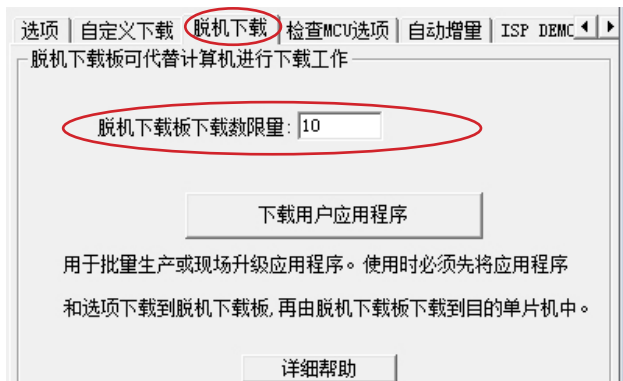 选项 自定义下载 脱机下载 检查MCU选项 自动增量 ISP DEMO
脱机下载板可代替计算机进行下载工作
脱机下载板下载数限量: 10
下载用户应用程序
用于批量生产或现场升级应用程序。使用时必须先将应用程序
和选项下载到脱机下载板,再由脱机下载板下载到目的单片机中。
详细帮助